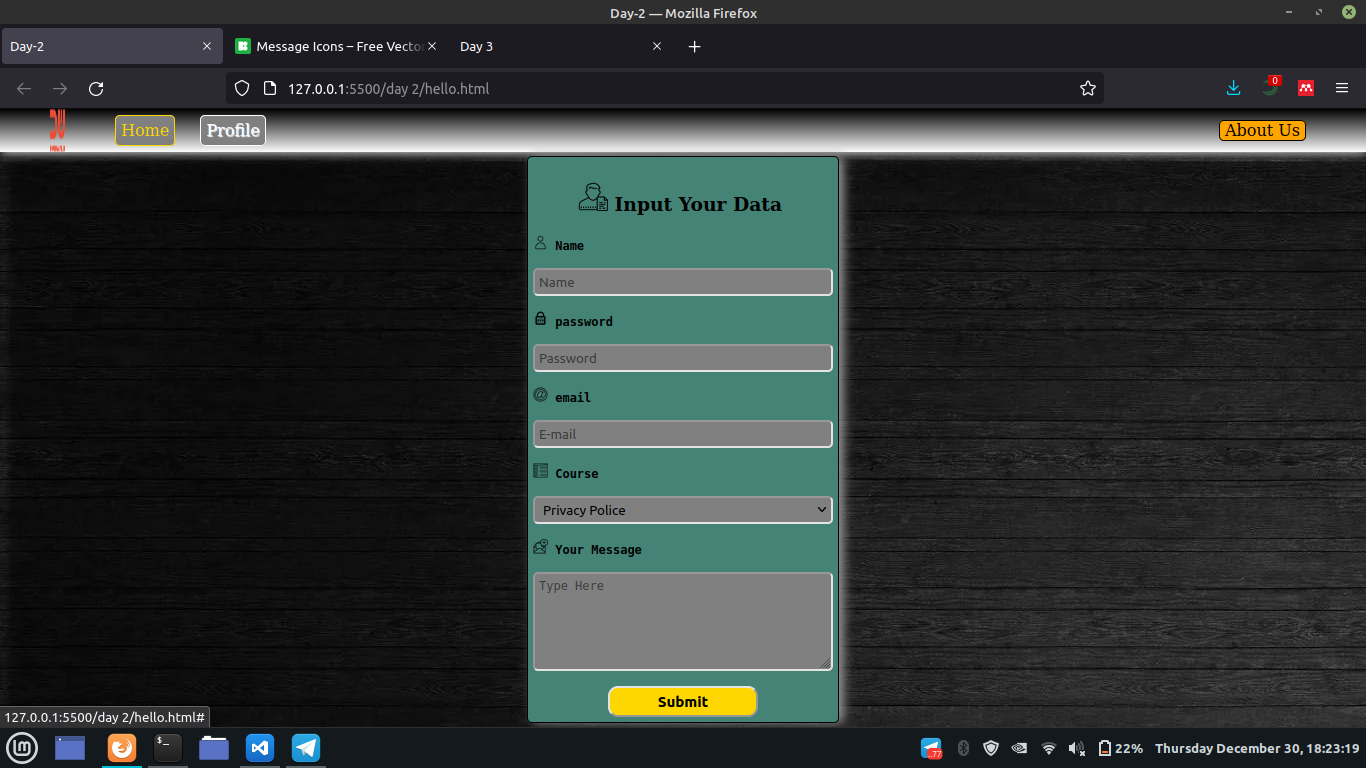 Day-2 — Mozilla Firefox
Day-2
Message Icons – Free Vecto
Day 3
127.0.0.1:5500/day 2/hello.html
0
Home
Profile
About Us
Input Your Data
Name
Name
password
Password
email
E-mail
Course
Privacy Police
Your Message
Type Here
Submit
127.0.0.1:5500/day 2/hello.html#
77
22%
Thursday December 30, 18:23:19